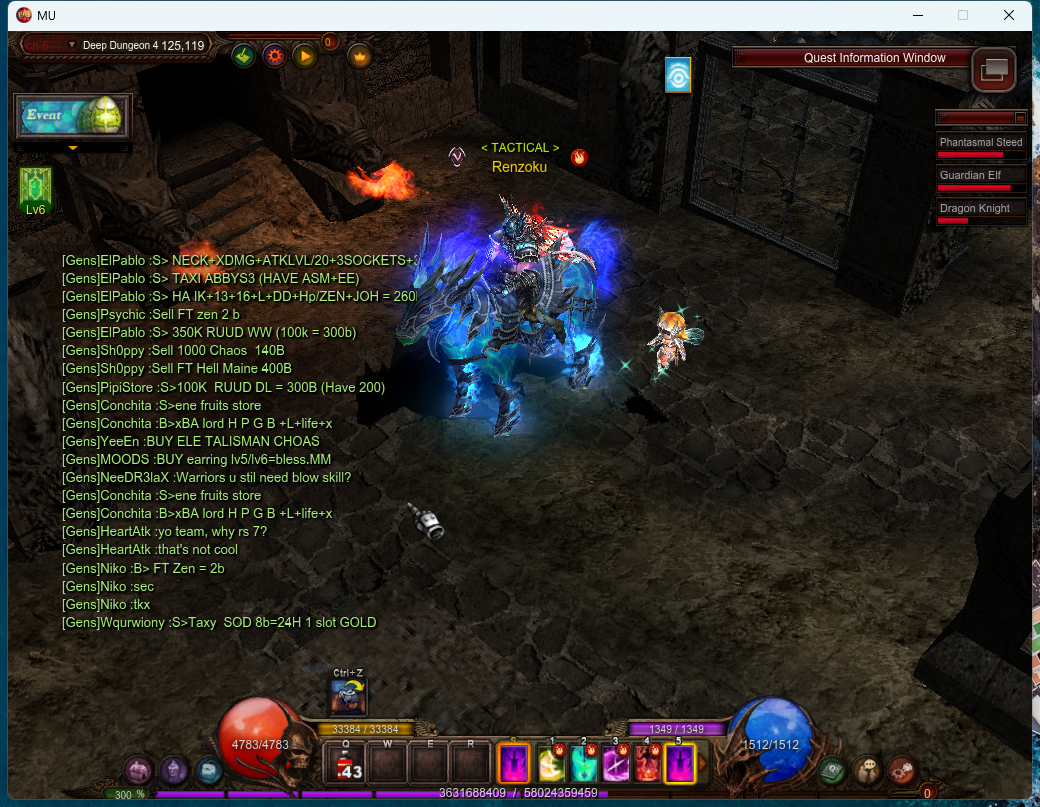 MU
Deep Dungeon 4 125,119
0
Quest Information Window
Event
Phantasmal Steed
Guardian Elf
Dragon Knight
Lv6
< TACTICAL >
Renzoku
[Gens]ElPablo :S> NECK+XDMG+ATKLVL/20+3SOCKETS+
[Gens]ElPablo :S> TAXI ABBYS3 (HAVE ASM+EE)
[Gens]ElPablo :S> HA IK+13+16+L+DD+Hp/ZEN+JOH = 260
[Gens]Psychic :Sell FT zen 2 b
[Gens]ElPablo :S> 350K RUUD WW (100k = 300b)
[Gens]Sh0ppy :Sell 1000 Chaos  140B
[Gens]Sh0ppy :Sell FT Hell Maine 400B
[Gens]PipiStore :S>100K  RUUD DL = 300B (Have 200)
[Gens]Conchita :S>ene fruits store
[Gens]Conchita :B>xBA lord H P G B +L+life+x
[Gens]YeeEn :BUY ELE TALISMAN CHOAS
[Gens]MOODS :BUY earring lv5/lv6=bless.MM
[Gens]NeeDR3laX :Warriors u stil need blow skill?
[Gens]Conchita :S>ene fruits store
[Gens]Conchita :B>xBA lord H P G B +L+life+x
[Gens]HeartAtk :yo team, why rs 7?
[Gens]HeartAtk :that's not cool
[Gens]Niko :B> FT Zen = 2b
[Gens]Niko :sec
[Gens]Niko :tkx
[Gens]Wqurwiony :S>Taxy  SOD 8b=24H 1 slot GOLD
Ctrl+Z
33384 / 33384
1349 / 1349
4783/4783
Q W E R 1 2 3 4 5
43
1512/1512
300 %
3631688409 / 58024359459
0